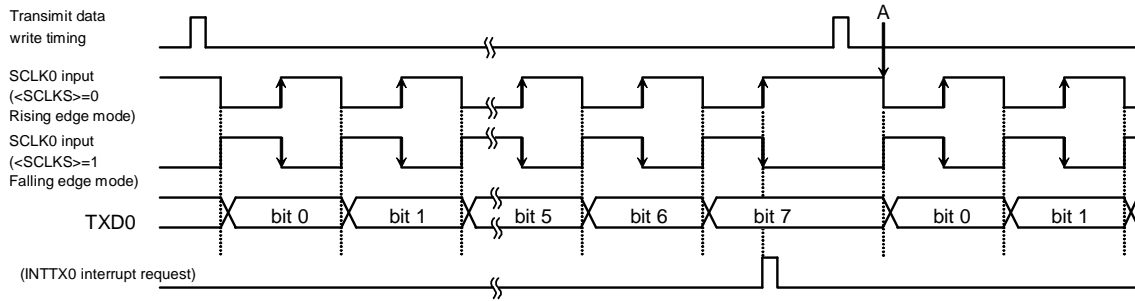 Transimit data
write timing
A
SCLK0 input
(<SCLKS>=0
Rising edge mode)
SCLK0 input
(<SCLKS>=1
Falling edge mode)
TXD0
bit 0
bit 1
bit 5
bit 6
bit 7
bit 0
bit 1
(INTTX0 interrupt request)